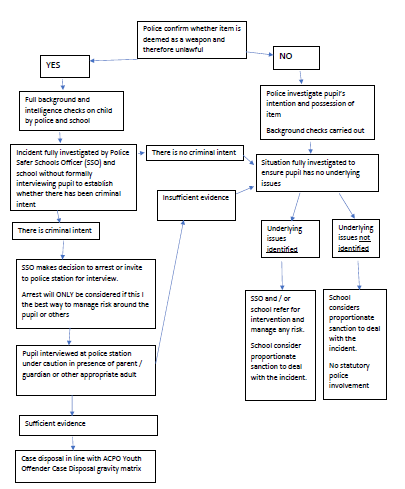 Police confirm whether item is
deemed as a weapon and
therefore unlawful
YES
NO
Full background and
intelligence checks on child
by police and school
Police investigate pupil's
intention and possession of
item
Background checks carried out
Incident fully investigated by Police
Safer Schools Officer (SSO) and
school without formally
interviewing pupil to establish
whether there has been criminal
intent
There is no criminal intent
Situation fully investigated to
ensure pupil has no underlying
issues
Insufficient evidence
There is criminal intent
Underlying
issues
identified
Underlying
issues not
identified
SSO makes decision to arrest or invite
to police station for interview.
Arrest will ONLY be considered if this I
the best way to manage risk around the
pupil or others
SSO and / or
school refer for
intervention and
manage any risk.
School consider
proportionate
sanction to deal
with the incident.
School
considers
proportionate
sanction to deal
with the
incident.
No statutory
police
involvement
Pupil interviewed at police station
under caution in presence of parent /
guardian or other appropriate adult
Sufficient evidence
Case disposal in line with ACPO Youth
Offender Case Disposal gravity matrix